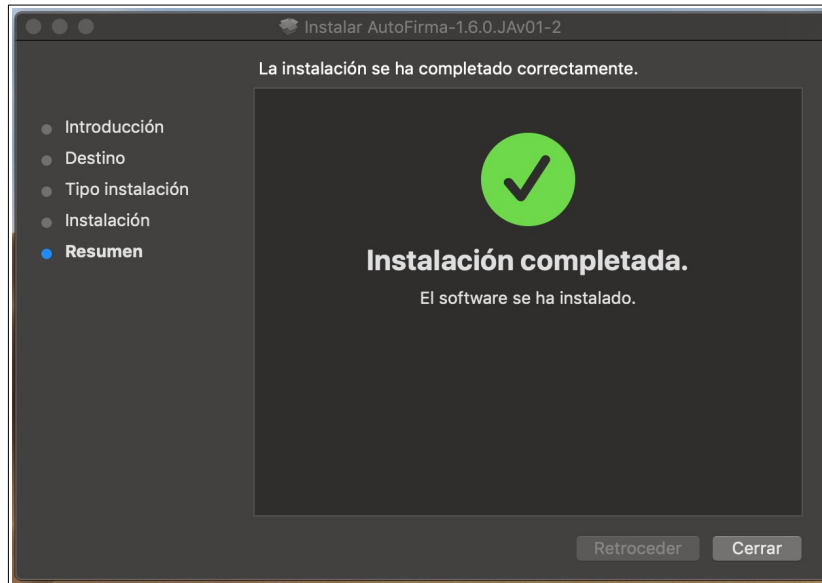 Instalar AutoFirma-1.6.0.JAv01-2
La instalación se ha completado correctamente.
Introducción
Destino
Tipo instalación
Instalación
Resumen
Instalación completada.
El software se ha instalado.
Retroceder
Cerrar